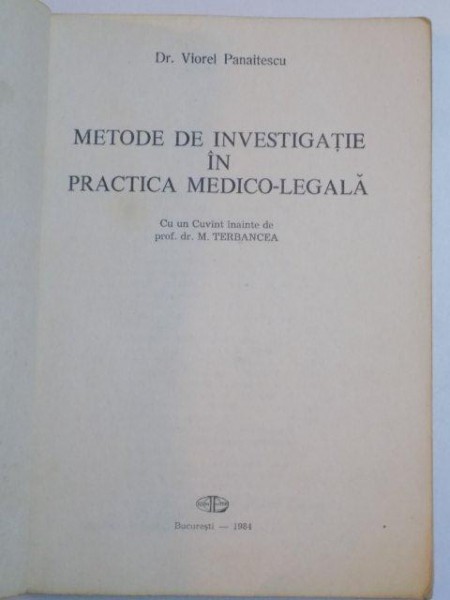 Dr. Viorel Panaitescu
METODE DE INVESTIGAȚIE
ÎN
PRACTICA MEDICO-LEGALĂ
Cu un Cuvînt înainte de
prof. dr. M. TERBANCEA
București — 1984